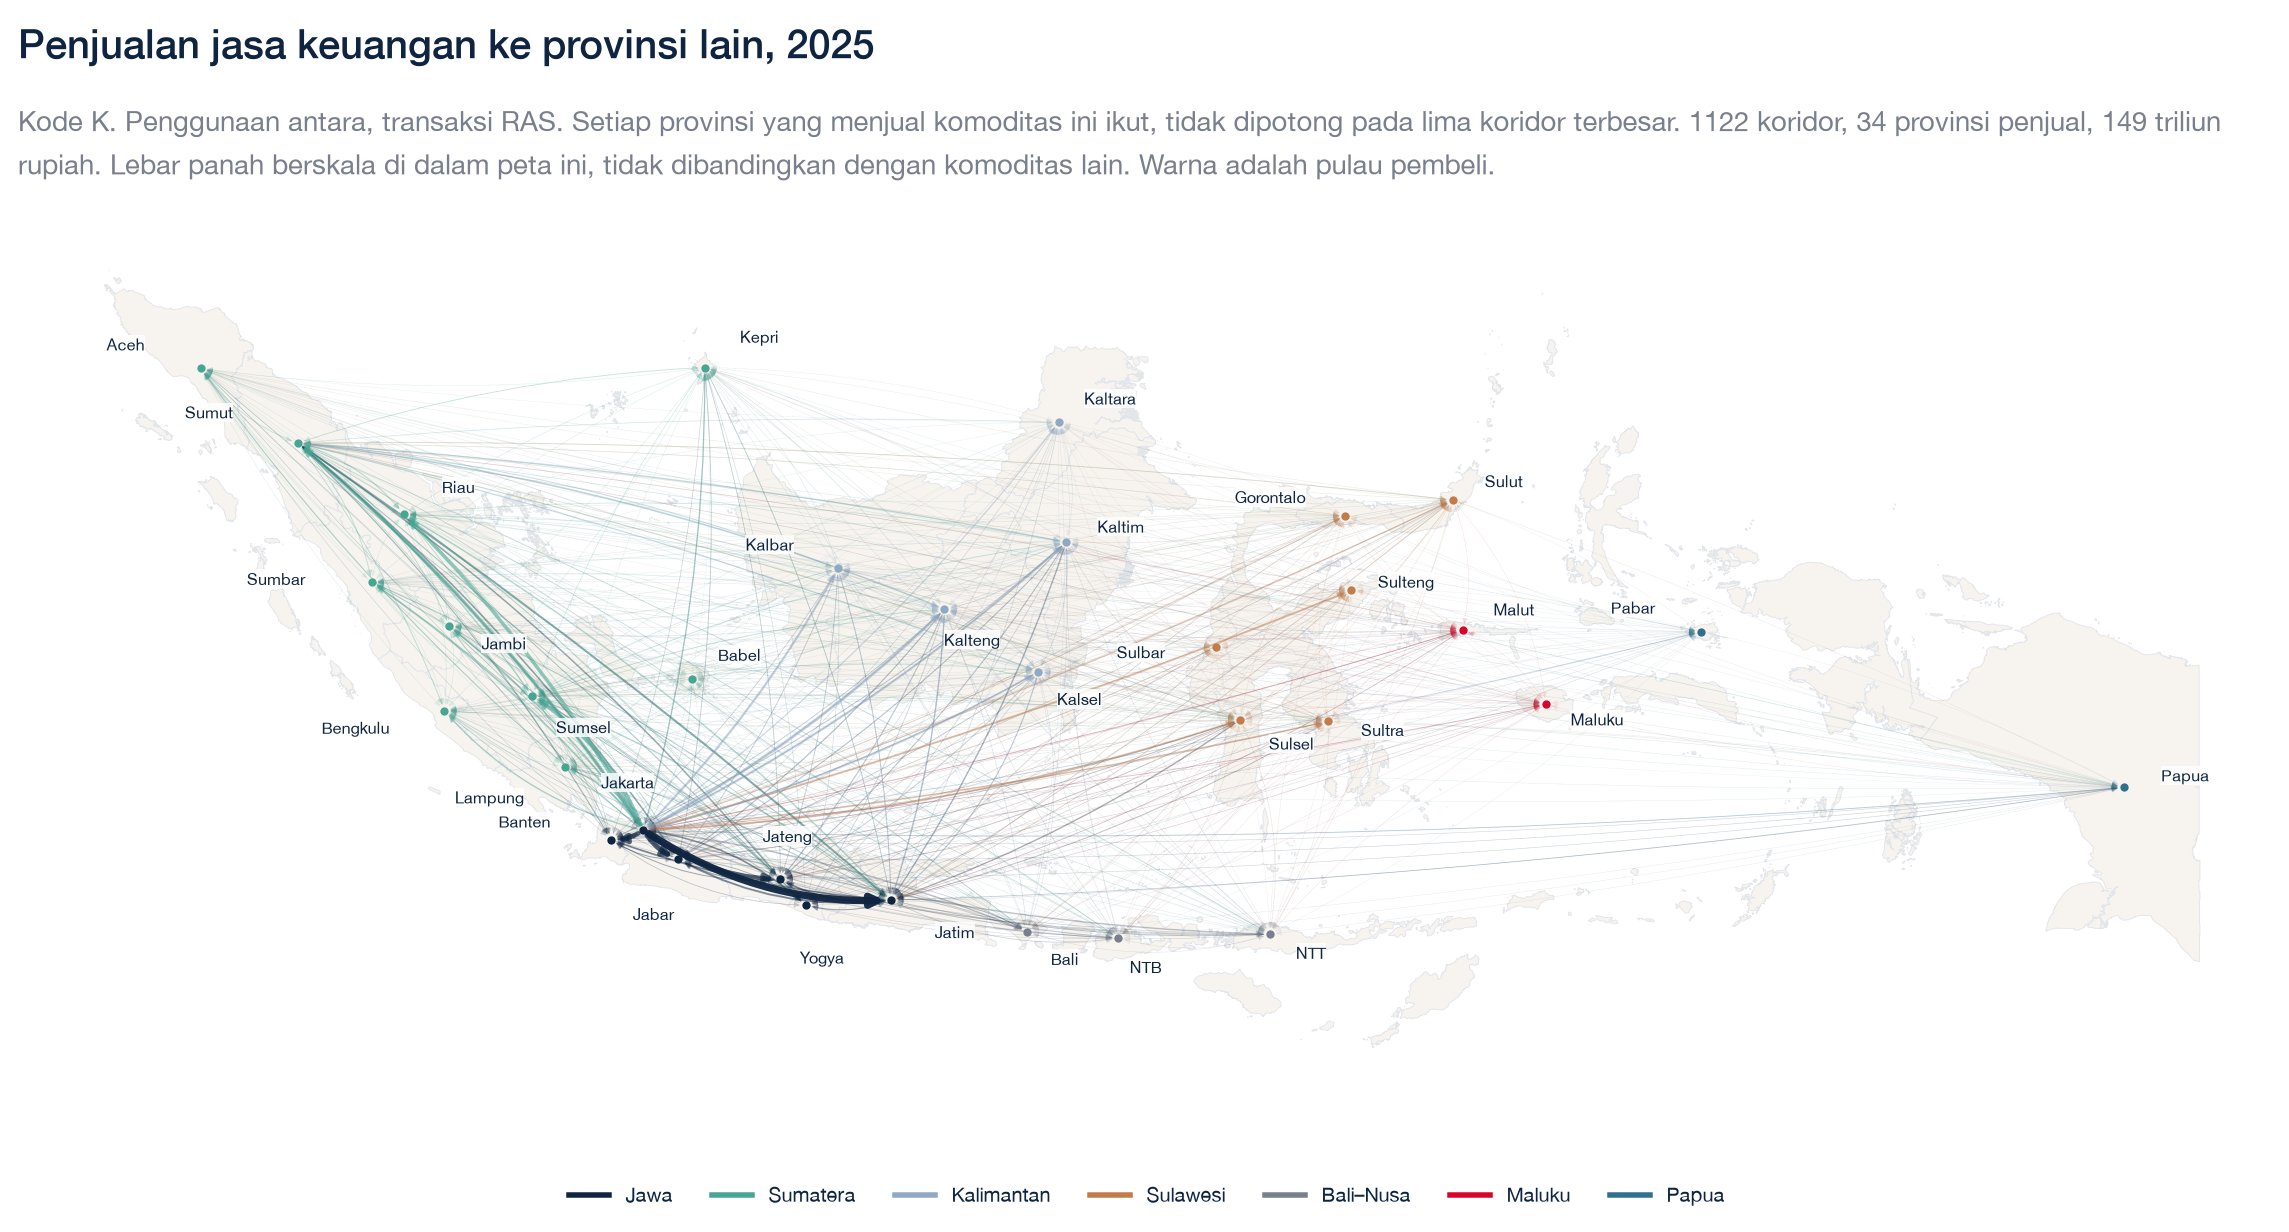 Penjualan jasa keuangan ke provinsi lain, 2025
Kode K. Penggunaan antara, transaksi RAS. Setiap provinsi yang menjual komoditas ini ikut, tidak dipotong pada lima koridor terbesar. 1122 koridor, 34 provinsi penjual, 149 triliun
rupiah. Lebar panah berskala di dalam peta ini, tidak dibandingkan dengan komoditas lain. Warna adalah pulau pembeli.
Kepri
Aceh
Kaltara
Sumut
Sulut
Riau
Gorontalo
Kaltim
Kalbar
Sumbar
Sulteng
Malut
Pabar
Jambi
Kalteng
Sulbar
Babel
Kalsel
Maluku
Bengkulu
Sumsel
Sultra
Sulsel
Papua
Jakarta
Lampung
Banten
Jateng
Jabar
Jatim
NTT
Yogya
Bali
NTB
Jawa
Sumatera
Kalimantan
Sulawesi
Bali–Nusa
Maluku
Papua